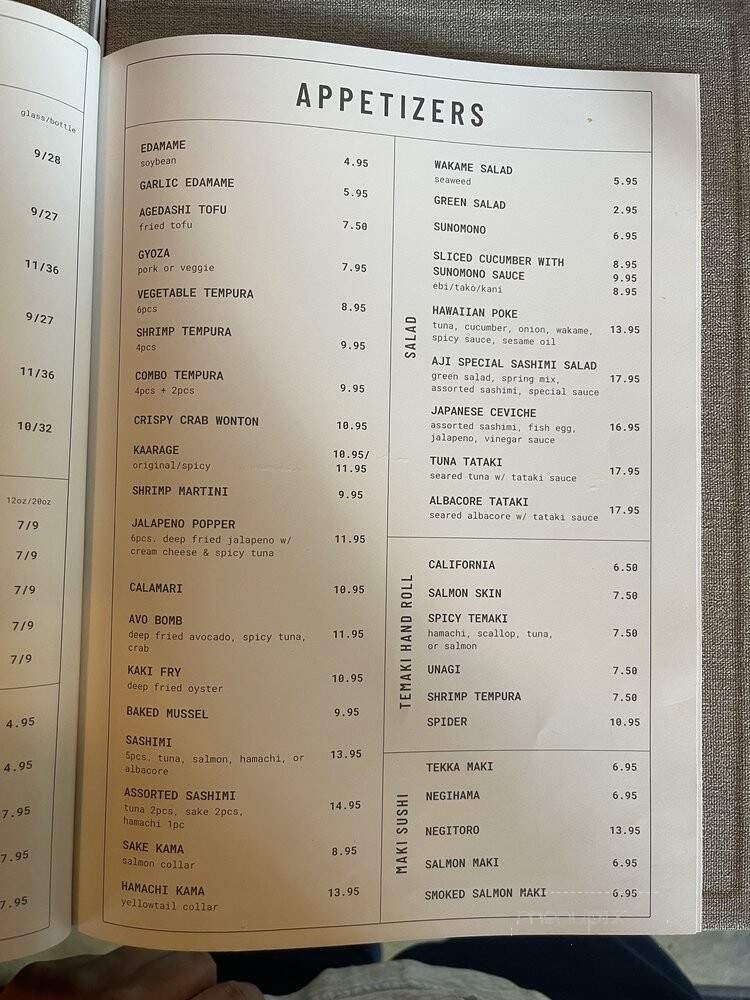 glass/bottle
9/28
9/27
11/36
9/27
11/36
10/32
12oz/20oz
7/9
7/9
7/9
7/9
7/9
4.95
4.95
7.95
7.95
7.95
APPETIZERS
EDAMAME
soybean 4.95
GARLIC EDAMAME 5.95
AGEDASHI TOFU
fried tofu 7.50
GYOZA
pork or veggie 7.95
VEGETABLE TEMPURA
6pcs 8.95
SHRIMP TEMPURA
4pcs 9.95
COMBO TEMPURA
4pcs + 2pcs 9.95
CRISPY CRAB WONTON 10.95
KAARAGE 10.95/
original/spicy 11.95
SHRIMP MARTINI 9.95
JALAPENO POPPER
6pcs. deep fried jalapeno w/ 11.95
cream cheese & spicy tuna
CALAMARI 10.95
AVO BOMB
deep fried avocado, spicy tuna, 11.95
crab
KAKI FRY
deep fried oyster 10.95
BAKED MUSSEL 9.95
SASHIMI
5pcs. tuna, salmon, hamachi, or 13.95
albacore
ASSORTED SASHIMI
tuna 2pcs, sake 2pcs, 14.95
hamachi 1pc
SAKE KAMA 8.95
salmon collar
HAMACHI KAMA 13.95
yellowtail collar
SALAD
WAKAME SALAD
seaweed 5.95
GREEN SALAD 2.95
SUNOMONO 6.95
SLICED CUCUMBER WITH 8.95
SUNOMONO SAUCE 9.95
ebi/tako/kani 8.95
HAWAIIAN POKE
tuna, cucumber, onion, wakame, 13.95
spicy sauce, sesame oil
AJI SPECIAL SASHIMI SALAD
green salad, spring mix, 17.95
assorted sashimi, special sauce
JAPANESE CEVICHE
assorted sashimi, fish egg, 16.95
jalapeno, vinegar sauce
TUNA TATAKI
seared tuna w/ tataki sauce 17.95
ALBACORE TATAKI
seared albacore w/ tataki sauce 17.95
TEMAKI HAND ROLL
CALIFORNIA 6.50
SALMON SKIN 7.50
SPICY TEMAKI
hamachi, scallop, tuna, 7.50
or salmon
UNAGI 7.50
SHRIMP TEMPURA 7.50
SPIDER 10.95
MAKI SUSHI
TEKKA MAKI 6.95
NEGIHAMA 6.95
NEGITORO 13.95
SALMON MAKI 6.95
SMOKED SALMON MAKI 6.95
menupix